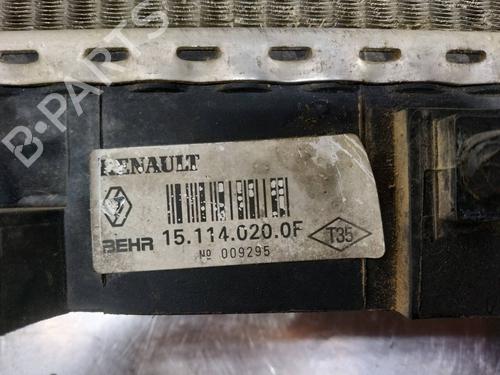 B-PARTS
RENAULT
BEHR 15.114.020.0F
T35
Nº 009295